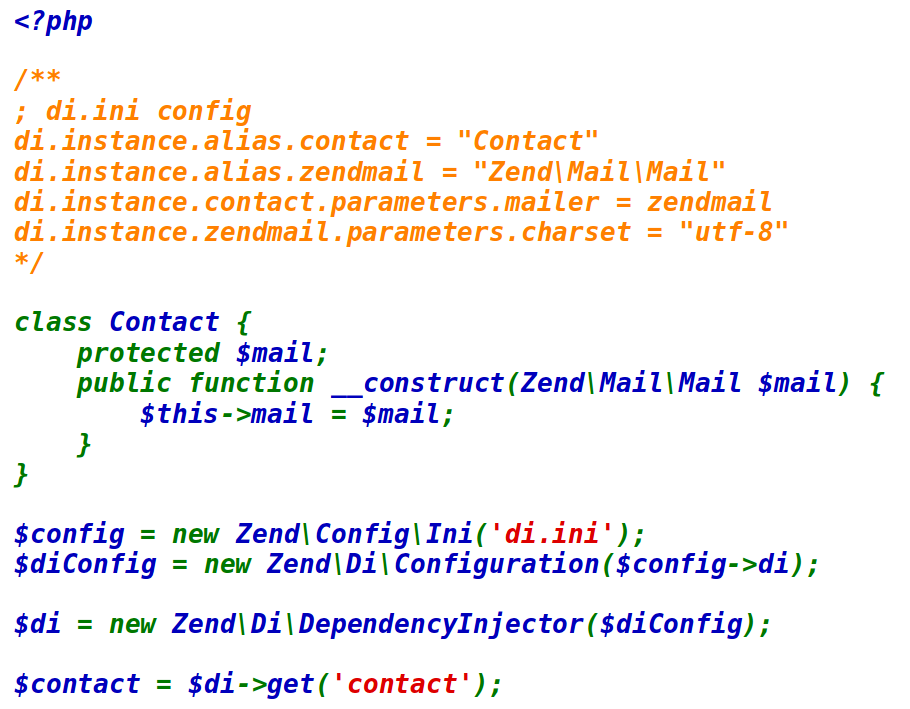 <?php

/**
; di.ini config
di.instance.alias.contact = "Contact"
di.instance.alias.zendmail = "Zend\Mail\Mail"
di.instance.contact.parameters.mailer = zendmail
di.instance.zendmail.parameters.charset = "utf-8"
*/

class Contact {
    protected $mail;
    public function __construct(Zend\Mail\Mail $mail) {
        $this->mail = $mail;
    }
}

$config = new Zend\Config\Ini('di.ini');
$diConfig = new Zend\Di\Configuration($config->di);

$di = new Zend\Di\DependencyInjector($diConfig);

$contact = $di->get('contact');